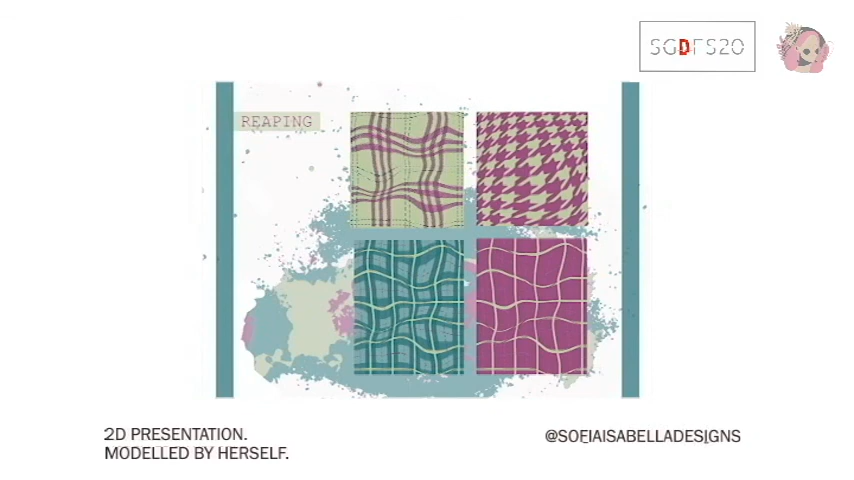 SGDFS20
REAPING
2D PRESENTATION.
MODELLED BY HERSELF.
@SOFIAISABELLADESIGNS